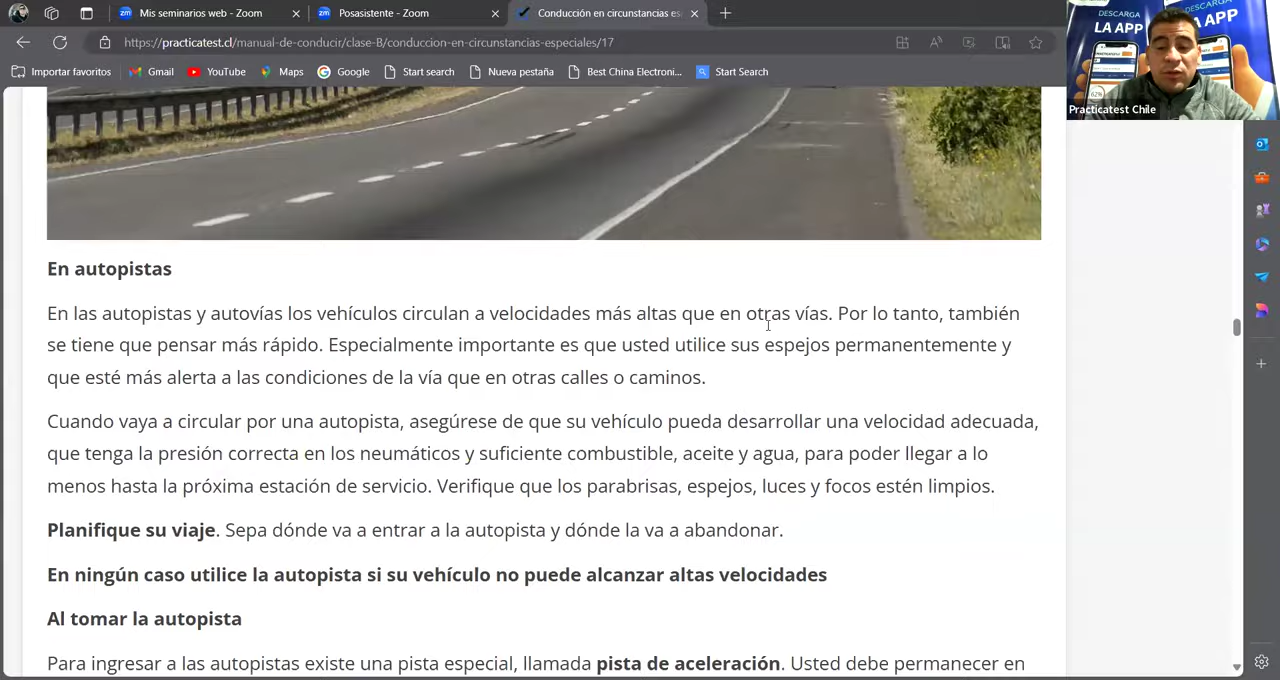 Mis seminarios web - Zoom
Posasistente - Zoom
Conducción en circunstancias es
https://practicatest.cl/manual-de-conducir/clase-B/conduccion-en-circunstancias-especiales/17
Importar favoritos
Gmail
YouTube
Maps
Google
Start search
Nueva pestaña
Best China Electroni...
Start Search
DESCARGA
LA APP
DESCARGA
APP
62%
Practicatest Chile
En autopistas
En las autopistas y autovías los vehículos circulan a velocidades más altas que en otras vías. Por lo tanto, también
se tiene que pensar más rápido. Especialmente importante es que usted utilice sus espejos permanentemente y
que esté más alerta a las condiciones de la vía que en otras calles o caminos.
Cuando vaya a circular por una autopista, asegúrese de que su vehículo pueda desarrollar una velocidad adecuada,
que tenga la presión correcta en los neumáticos y suficiente combustible, aceite y agua, para poder llegar a lo
menos hasta la próxima estación de servicio. Verifique que los parabrisas, espejos, luces y focos estén limpios.
Planifique su viaje. Sepa dónde va a entrar a la autopista y dónde la va a abandonar.
En ningún caso utilice la autopista si su vehículo no puede alcanzar altas velocidades
Al tomar la autopista
Para ingresar a las autopistas existe una pista especial, llamada pista de aceleración. Usted debe permanecer en